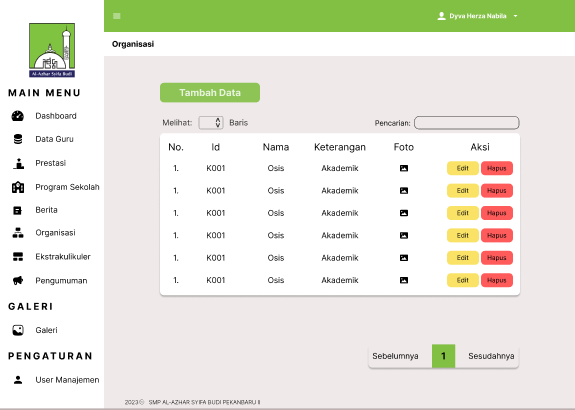 Dyva Herza Nabila
Organisasi
Al-Azhar Syifa Budi
MAIN MENU
Dashboard
Data Guru
Prestasi
Program Sekolah
Berita
Organisasi
Ekstrakulikuler
Pengumuman
GALERI
Galeri
PENGATURAN
User Manajemen
Tambah Data
Melihat: Baris Pencarian:
No. Id Nama Keterangan Foto Aksi
1. K001 Osis Akademik Edit Hapus
1. K001 Osis Akademik Edit Hapus
1. K001 Osis Akademik Edit Hapus
1. K001 Osis Akademik Edit Hapus
1. K001 Osis Akademik Edit Hapus
1. K001 Osis Akademik Edit Hapus
Sebelumnya 1 Sesudahnya
2023© SMP AL-AZHAR SYIFA BUDI PEKANBARU II